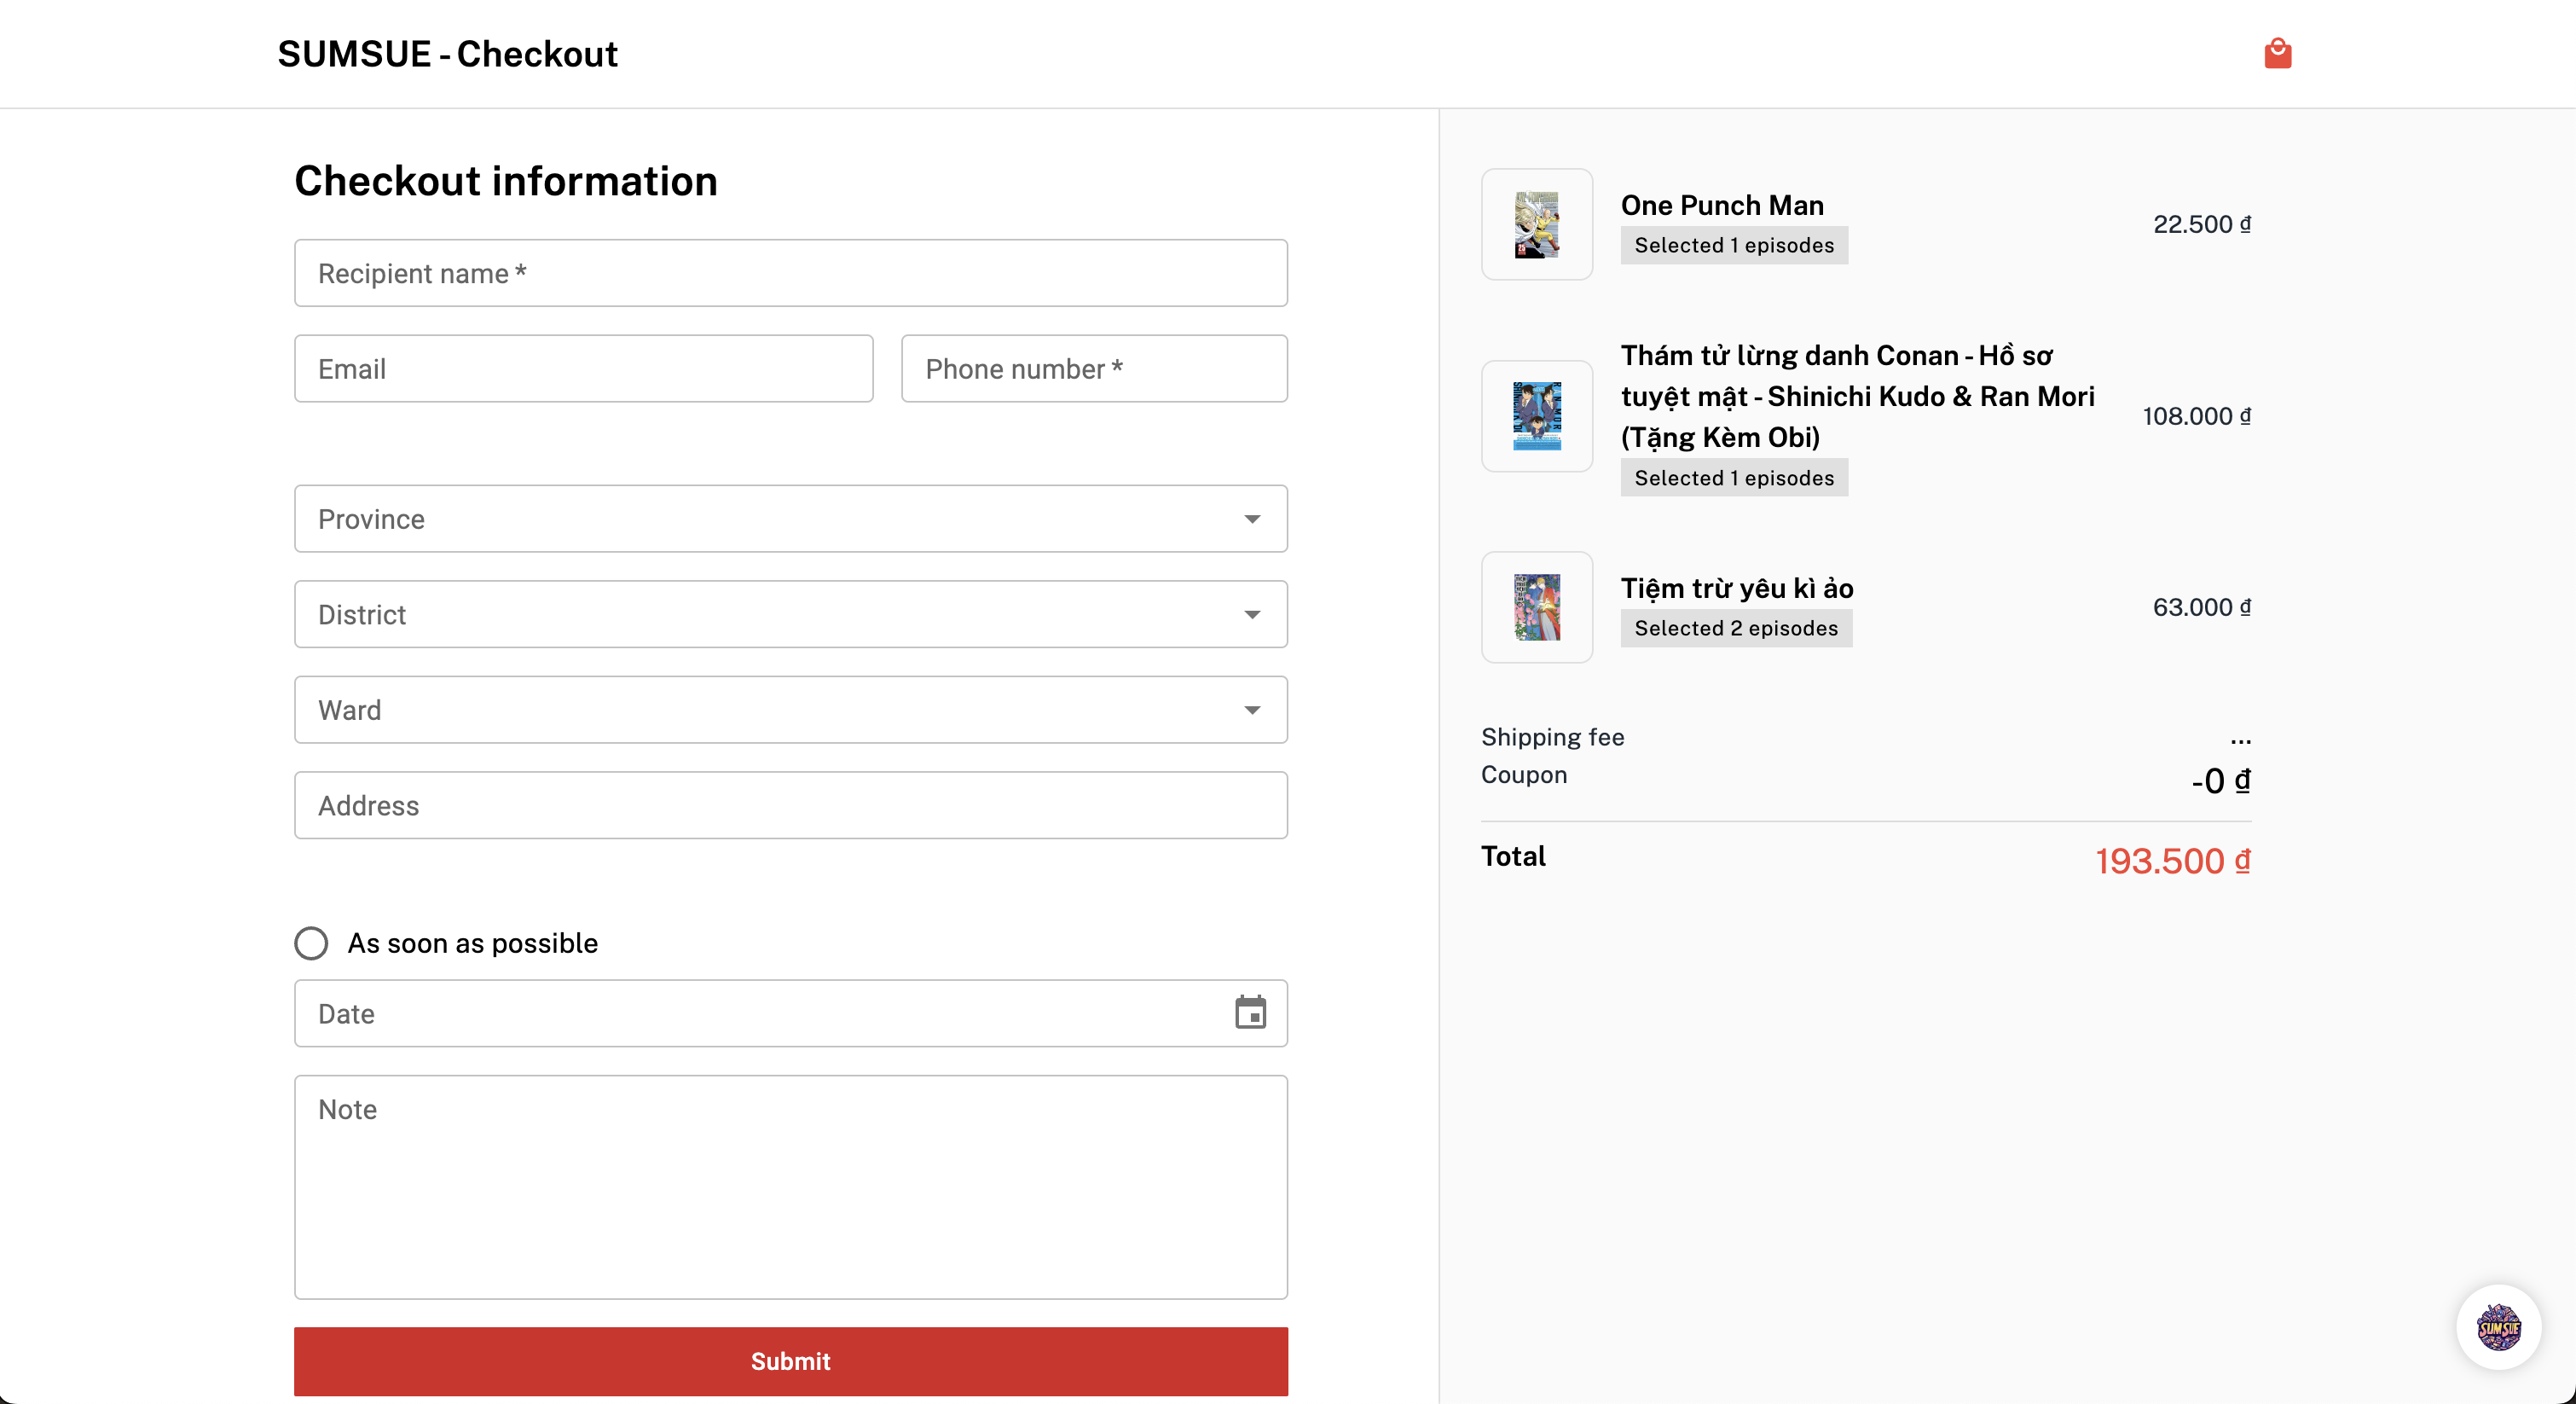 SUMSUE - Checkout
Checkout information
Recipient name *
Email
Phone number *
Province
District
Ward
Address
As soon as possible
Date
Note
Submit
One Punch Man
Selected 1 episodes
22.500 ₫
Thám tử lừng danh Conan - Hồ sơ
tuyệt mật - Shinichi Kudo & Ran Mori
(Tặng Kèm Obi)
Selected 1 episodes
108.000 ₫
Tiệm trừ yêu kì ảo
Selected 2 episodes
63.000 ₫
Shipping fee
...
Coupon
-0 ₫
Total
193.500 ₫
SUMSUE